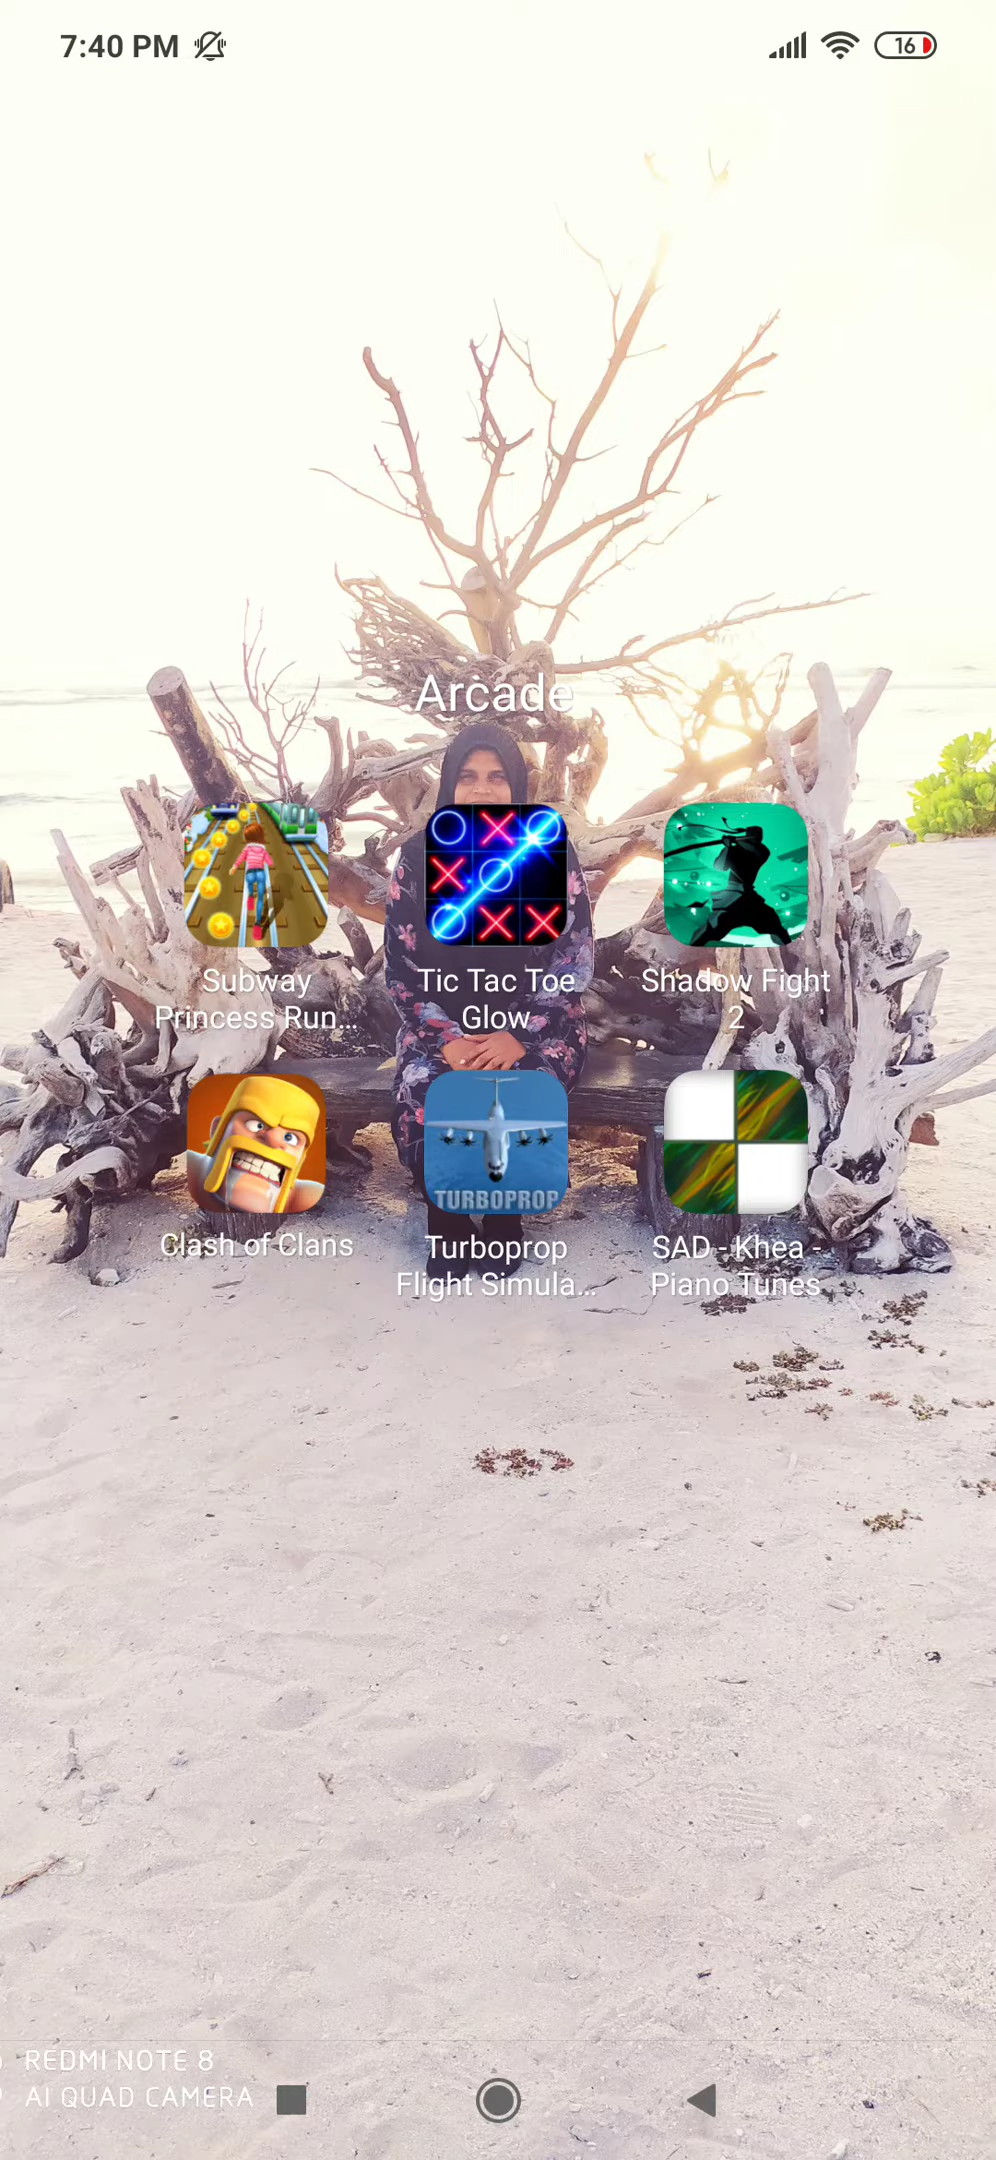 7:40 PM 16
Arcade
Subway
Princess Run...
Tic Tac Toe
Glow
Shadow Fight
2
TURBOPROP
Clash of Clans
Turboprop
Flight Simula...
SAD - Khea -
Piano Tunes
REDMI NOTE 8
AI QUAD CAMERA